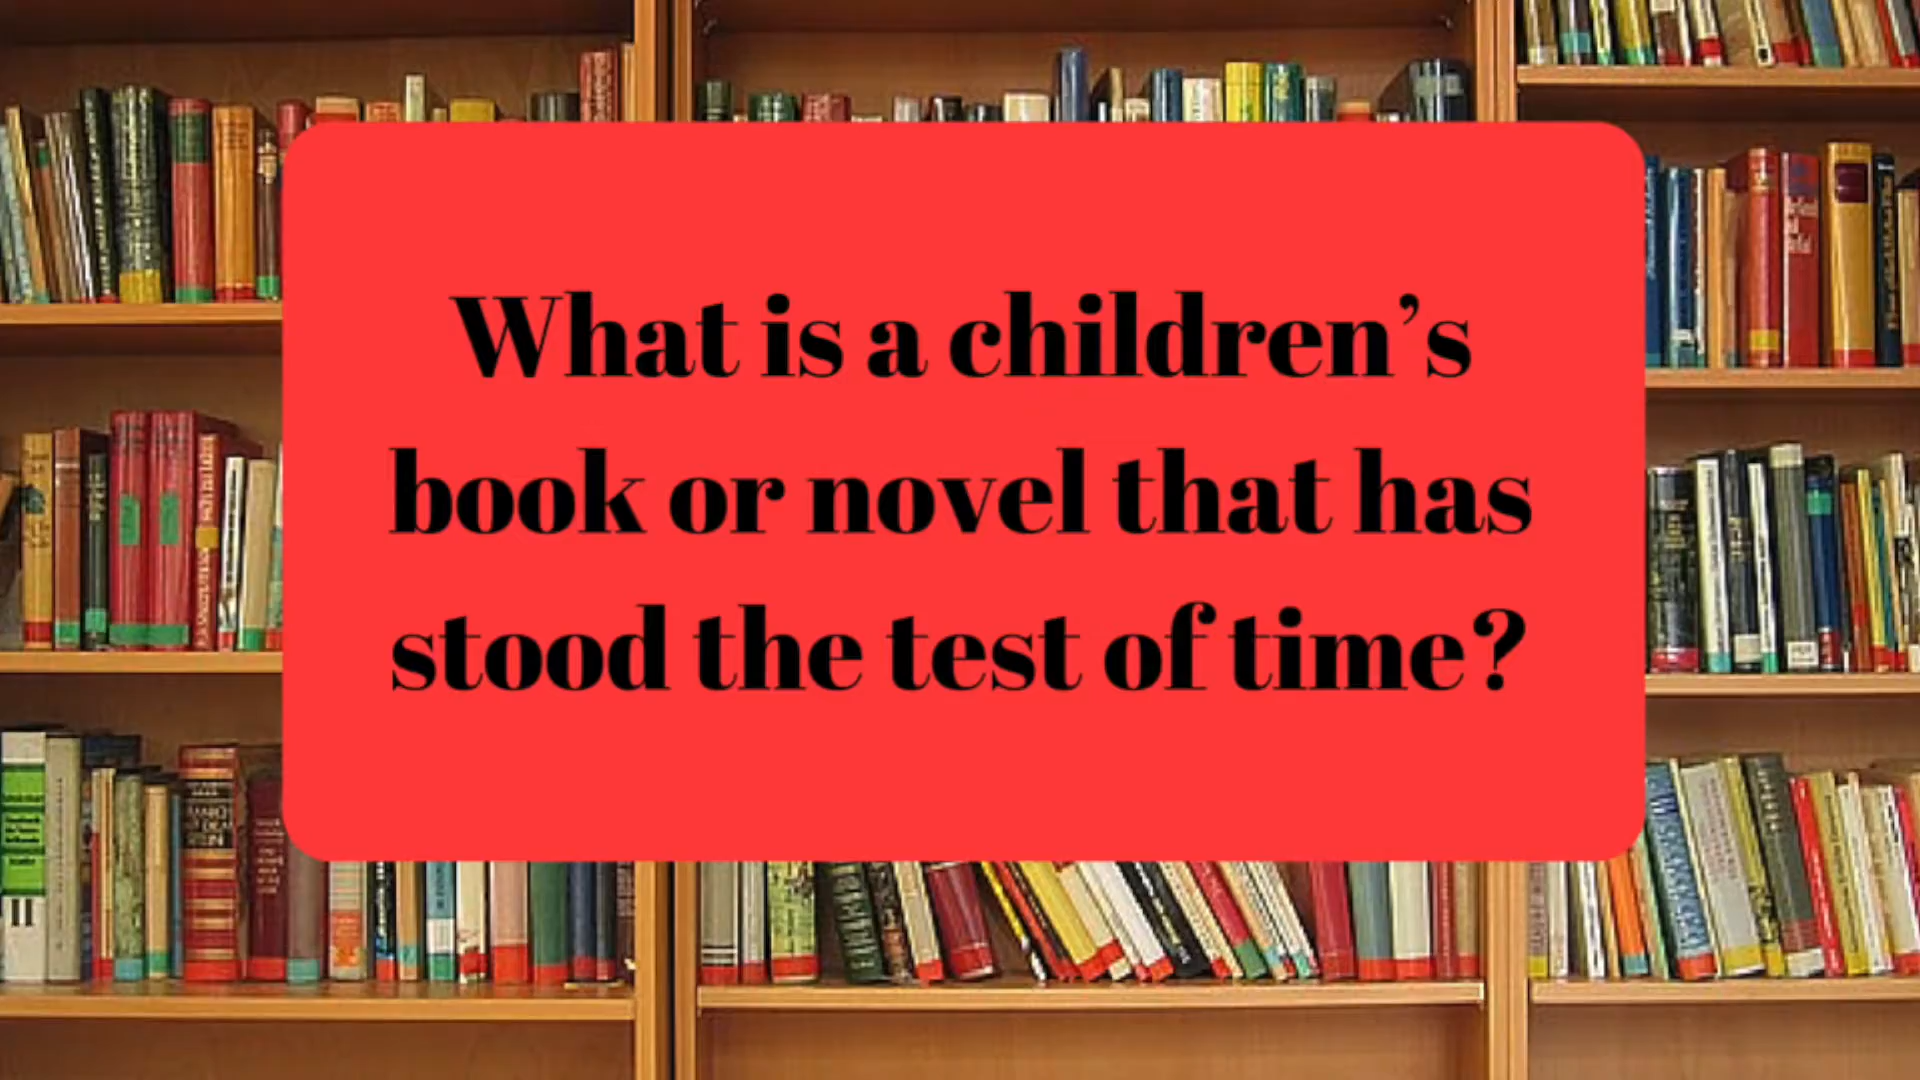 What is a children’s
book or novel that has
stood the test of time?